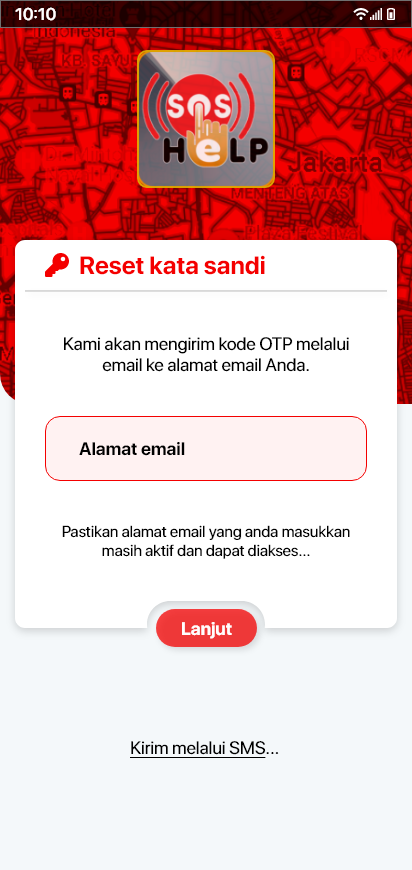 10:10
Indonesia
SOS
HeLP
Jakarta
MENTENG ATAS
Reset kata sandi
Kami akan mengirim kode OTP melalui
email ke alamat email Anda.
Alamat email
Pastikan alamat email yang anda masukkan
masih aktif dan dapat diakses...
Lanjut
Kirim melalui SMS...